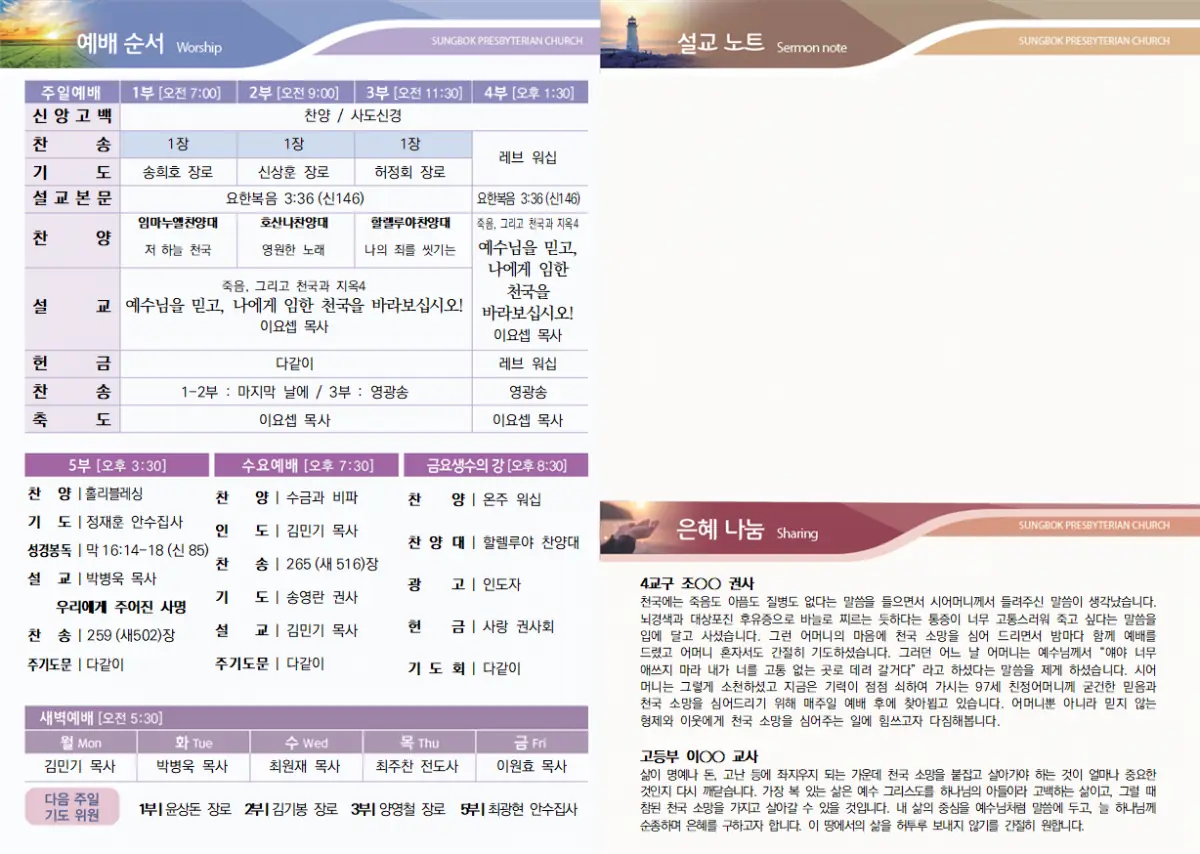 예배 순서 Worship
SUNGBOK PRESBYTERIAN CHURCH
주일예배 1부 [오전 7:00] 2부 [오전 9:00] 3부 [오전 11:30] 4부 [오후 1:30]
신 앙 고 백 찬양 / 사도신경
찬 송 1장 1장 1장
레브 워십
기 도 송희호 장로 신상훈 장로 허정회 장로
설 교 본 문 요한복음 3:36 (신146) 요한복음 3:36 (신146)
찬 양
임마누엘찬양대 호산나찬양대 할렐루야찬양대
저 하늘 천국 영원한 노래 나의 죄를 씻기는
설 교
죽음, 그리고 천국과 지옥4
예수님을 믿고, 나에게 임한 천국을 바라보십시오!
이요셉 목사
죽음, 그리고 천국과 지옥4
예수님을 믿고,
나에게 임한
천국을
바라보십시오!
이요셉 목사
헌 금 다같이 레브 워십
찬 송 1-2부 : 마지막 날에 / 3부 : 영광송 영광송
축 도 이요셉 목사 이요셉 목사
5부 [오후 3:30]
찬 양 | 홀리블레싱
기 도 | 정재훈 안수집사
성경봉독 | 막 16:14-18 (신 85)
설 교 | 박병욱 목사
우리에게 주어진 사명
찬 송 | 259 (새502)장
주기도문 | 다같이
수요예배 [오후 7:30]
찬 양 | 수금과 비파
인 도 | 김민기 목사
찬 송 | 265 (새 516)장
기 도 | 송영란 권사
설 교 | 김민기 목사
주기도문 | 다같이
금요생수의 강 [오후 8:30]
찬 양 | 온주 워십
찬 양 대 | 할렐루야 찬양대
광 고 | 인도자
헌 금 | 사랑 권사회
기 도 회 | 다같이
새벽예배 [오전 5:30]
월 Mon 화 Tue 수 Wed 목 Thu 금 Fri
김민기 목사 박병욱 목사 최원재 목사 최주찬 전도사 이원효 목사
다음 주일
기도 위원
1부 | 윤상돈 장로 2부 | 김기봉 장로 3부 | 양영철 장로 5부 | 최광현 안수집사
설교 노트 Sermon note
SUNGBOK PRESBYTERIAN CHURCH
은혜 나눔 Sharing
SUNGBOK PRESBYTERIAN CHURCH
4교구 조○○ 권사
천국에는 죽음도 아픔도 질병도 없다는 말씀을 들으면서 시어머니께서 들려주신 말씀이 생각났습니다.
뇌경색과 대상포진 후유증으로 바늘로 찌르는 듯하다는 통증이 너무 고통스러워 죽고 싶다는 말씀을
입에 달고 사셨습니다. 그런 어머니의 마음에 천국 소망을 심어 드리면서 밤마다 함께 예배를
드렸고 어머니 혼자서도 간절히 기도하셨습니다. 그러던 어느 날 어머니는 예수님께서 “얘야 너무
애쓰지 마라 내가 너를 고통 없는 곳으로 데려 갈거다” 라고 하셨다는 말씀을 제게 하셨습니다. 시어
머니는 그렇게 소천하셨고 지금은 기력이 점점 쇠하여 가시는 97세 친정어머니께 굳건한 믿음과
천국 소망을 심어드리기 위해 매주일 예배 후에 찾아뵙고 있습니다. 어머니뿐 아니라 믿지 않는
형제와 이웃에게 천국 소망을 심어주는 일에 힘쓰고자 다짐해봅니다.
고등부 이○○ 교사
삶이 명예나 돈, 고난 등에 좌지우지 되는 가운데 천국 소망을 붙잡고 살아가야 하는 것이 얼마나 중요한
것인지 다시 깨닫습니다. 가장 복 있는 삶은 예수 그리스도를 하나님의 아들이라 고백하는 삶이고, 그럴 때
참된 천국 소망을 가지고 살아갈 수 있을 것입니다. 내 삶의 중심을 예수님처럼 말씀에 두고, 늘 하나님께
순종하며 은혜를 구하고자 합니다. 이 땅에서의 삶을 허투루 보내지 않기를 간절히 원합니다.